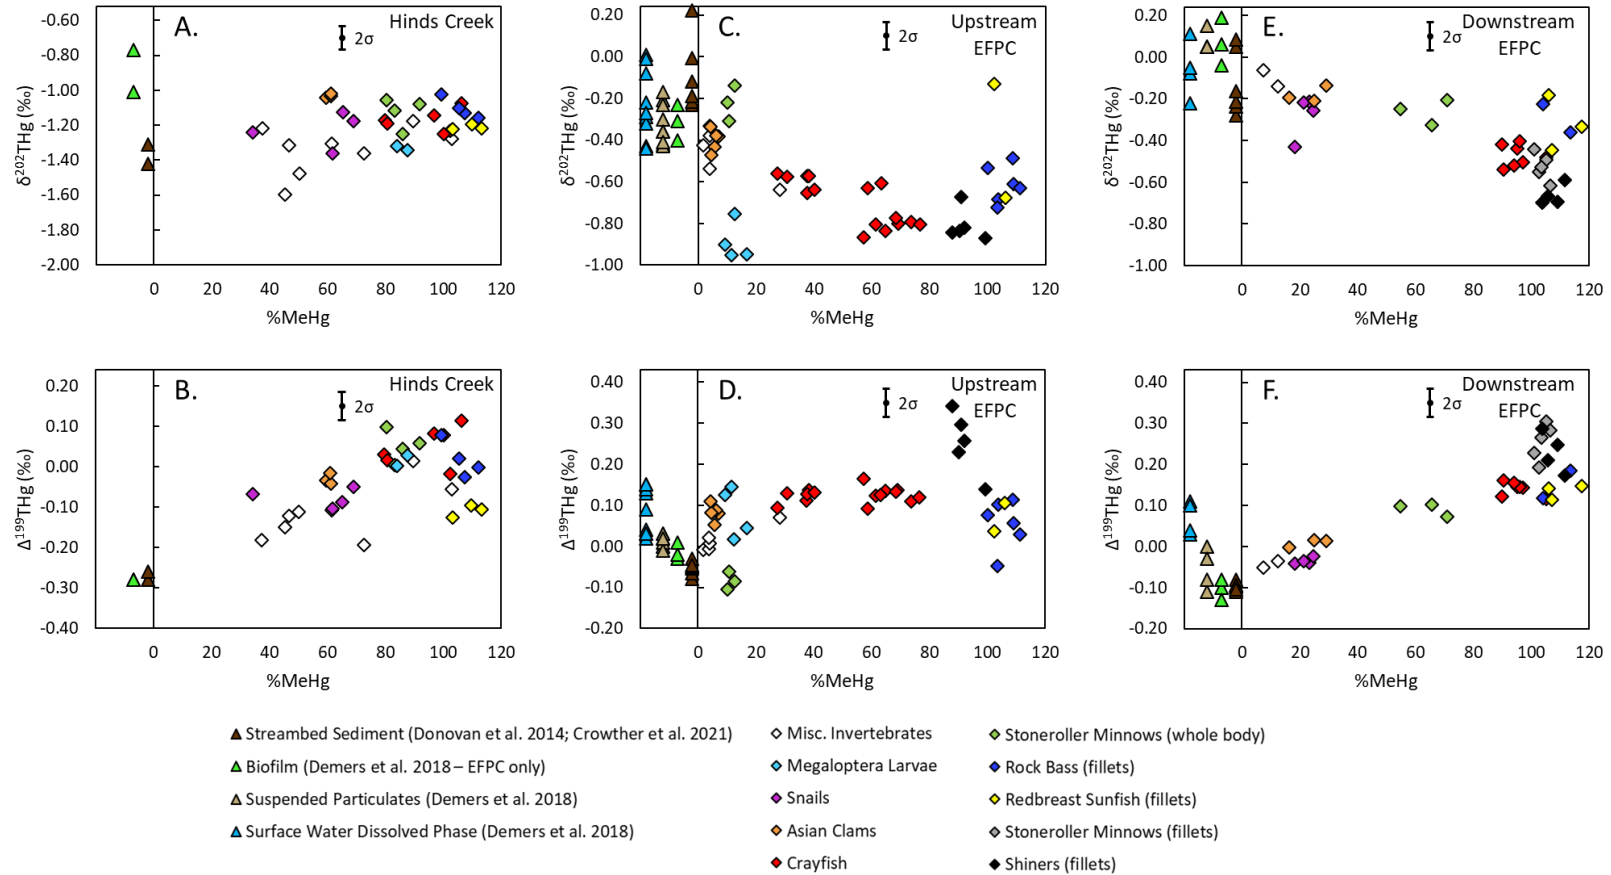 A.
Hinds Creek
2σ
-0.60
-0.80
-1.00
-1.20
-1.40
-1.60
-1.80
-2.00
δ²⁰²THg (‰)
0 20 40 60 80 100 120
%MeHg
C.
Upstream
EFPC
2σ
0.20
0.00
-0.20
-0.40
-0.60
-0.80
-1.00
δ²⁰²THg (‰)
0 20 40 60 80 100 120
%MeHg
E.
Downstream
EFPC
2σ
0.20
0.00
-0.20
-0.40
-0.60
-0.80
-1.00
δ²⁰²THg (‰)
0 20 40 60 80 100 120
%MeHg
B.
Hinds Creek
2σ
0.20
0.10
0.00
-0.10
-0.20
-0.30
-0.40
Δ¹⁹⁹THg (‰)
0 20 40 60 80 100 120
%MeHg
D.
Upstream
EFPC
2σ
0.40
0.30
0.20
0.10
0.00
-0.10
-0.20
Δ¹⁹⁹THg (‰)
0 20 40 60 80 100 120
%MeHg
F.
Downstream
EFPC
2σ
0.40
0.30
0.20
0.10
0.00
-0.10
-0.20
Δ¹⁹⁹THg (‰)
0 20 40 60 80 100 120
%MeHg
Streambed Sediment (Donovan et al. 2014; Crowther et al. 2021)
Biofilm (Demers et al. 2018 – EFPC only)
Suspended Particulates (Demers et al. 2018)
Surface Water Dissolved Phase (Demers et al. 2018)
Misc. Invertebrates
Megaloptera Larvae
Snails
Asian Clams
Crayfish
Stoneroller Minnows (whole body)
Rock Bass (fillets)
Redbreast Sunfish (fillets)
Stoneroller Minnows (fillets)
Shiners (fillets)